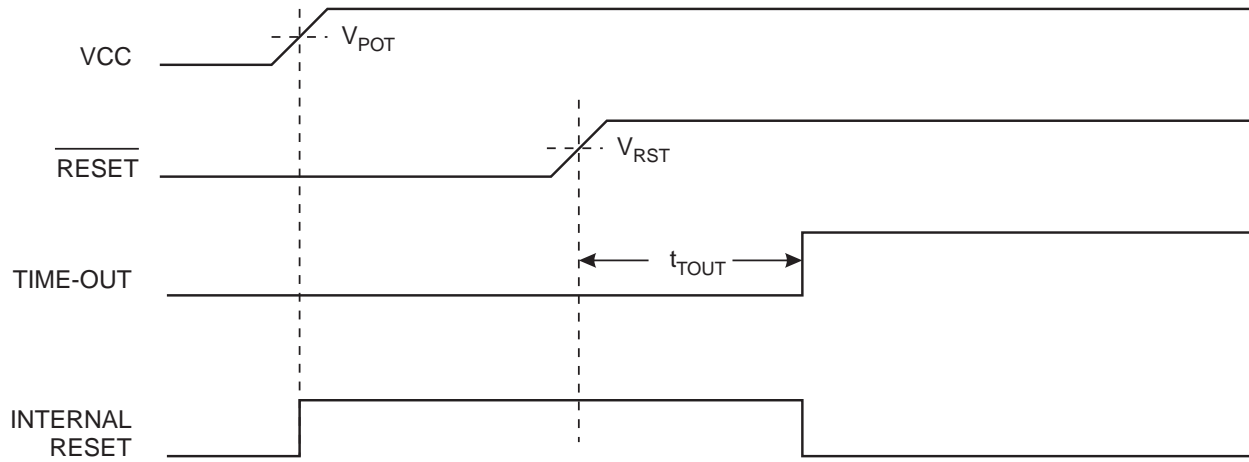 VCC
V_POT
RESET
V_RST
TIME-OUT
t_TOUT
INTERNAL
RESET